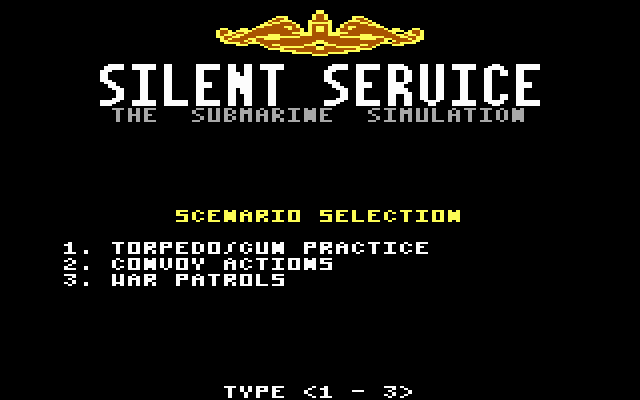 SILENT SERVICE
THE SUBMARINE SIMULATION
SCENARIO SELECTION
1. TORPEDO/GUN PRACTICE
2. CONVOY ACTIONS
3. WAR PATROLS
TYPE <1 - 3>